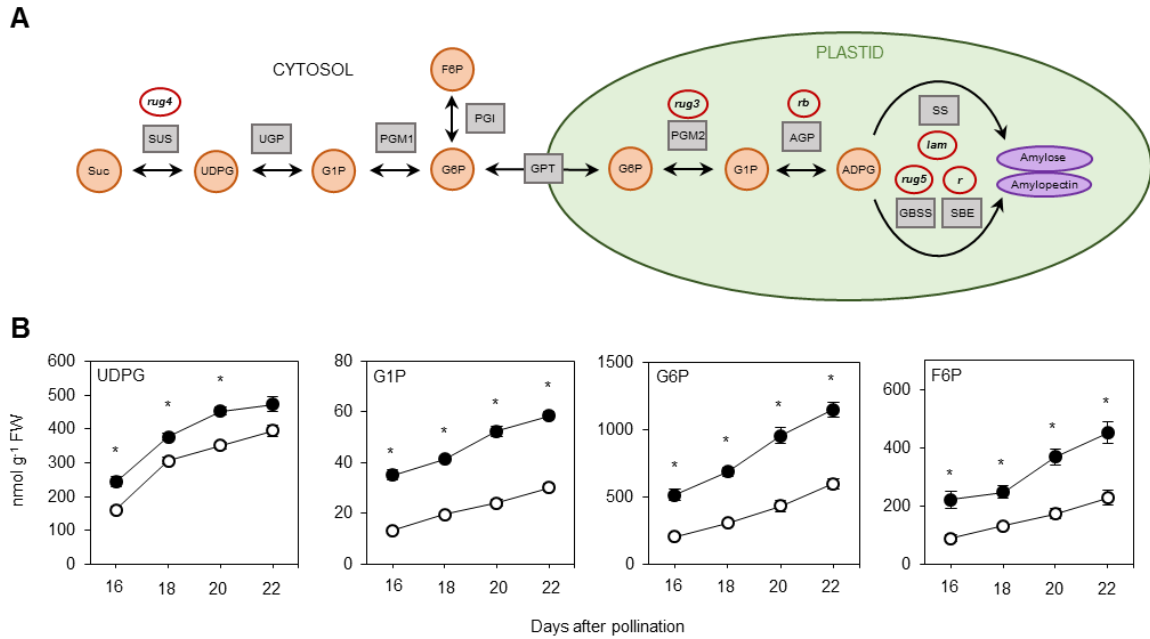 A
CYTOSOL
PLASTID
F6P
rug4
rug3
rb
SS
PGI
SUS
UGP
PGM1
PGM2
AGP
lam
Amylose
Suc
UDPG
G1P
G6P
GPT
G6P
G1P
ADPG
rug5
r
Amylopectin
GBSS
SBE
B
600
500
400
300
200
100
0
UDPG
* * *
16 18 20 22
80
60
40
20
0
G1P
* * * *
16 18 20 22
1500
1000
500
0
G6P
* * * *
16 18 20 22
600
400
200
0
F6P
* * * *
16 18 20 22
nmol g-1 FW
Days after pollination